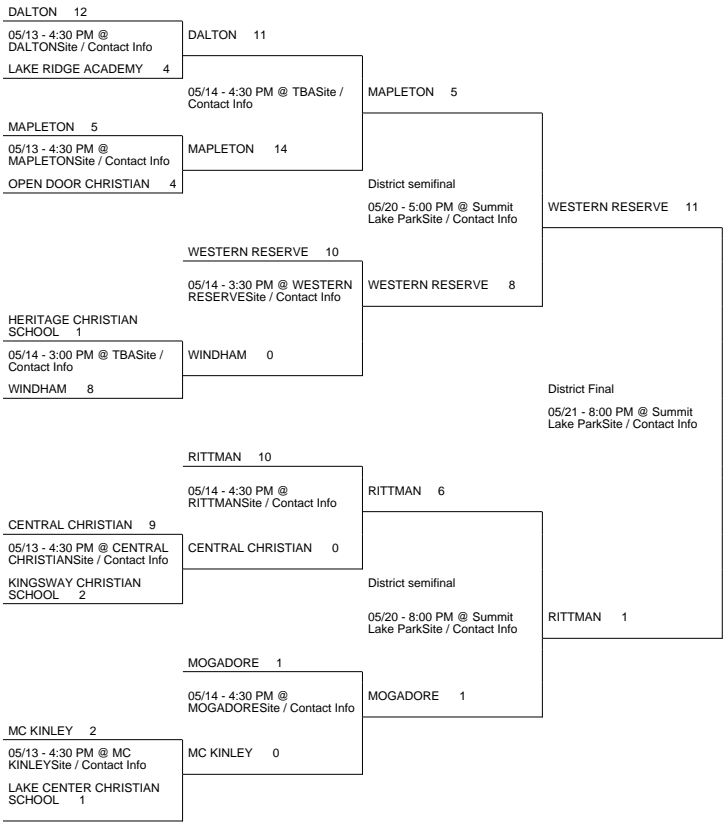 DALTON 12
05/13 - 4:30 PM @
DALTONSite / Contact Info
LAKE RIDGE ACADEMY 4
DALTON 11
05/14 - 4:30 PM @ TBASite /
Contact Info
MAPLETON 5
05/13 - 4:30 PM @
MAPLETONSite / Contact Info
OPEN DOOR CHRISTIAN 4
MAPLETON 14
MAPLETON 5
District semifinal
05/20 - 5:00 PM @ Summit
Lake ParkSite / Contact Info
WESTERN RESERVE 10
05/14 - 3:30 PM @ WESTERN
RESERVESite / Contact Info
HERITAGE CHRISTIAN
SCHOOL 1
05/14 - 3:00 PM @ TBASite /
Contact Info
WINDHAM 8
WINDHAM 0
WESTERN RESERVE 8
WESTERN RESERVE 11
District Final
05/21 - 8:00 PM @ Summit
Lake ParkSite / Contact Info
RITTMAN 10
05/14 - 4:30 PM @
RITTMANSite / Contact Info
CENTRAL CHRISTIAN 9
05/13 - 4:30 PM @ CENTRAL
CHRISTIANSite / Contact Info
KINGSWAY CHRISTIAN
SCHOOL 2
CENTRAL CHRISTIAN 0
RITTMAN 6
District semifinal
05/20 - 8:00 PM @ Summit
Lake ParkSite / Contact Info
MOGADORE 1
05/14 - 4:30 PM @
MOGADORESite / Contact Info
MC KINLEY 2
05/13 - 4:30 PM @ MC
KINLEYSite / Contact Info
LAKE CENTER CHRISTIAN
SCHOOL 1
MC KINLEY 0
MOGADORE 1
RITTMAN 1